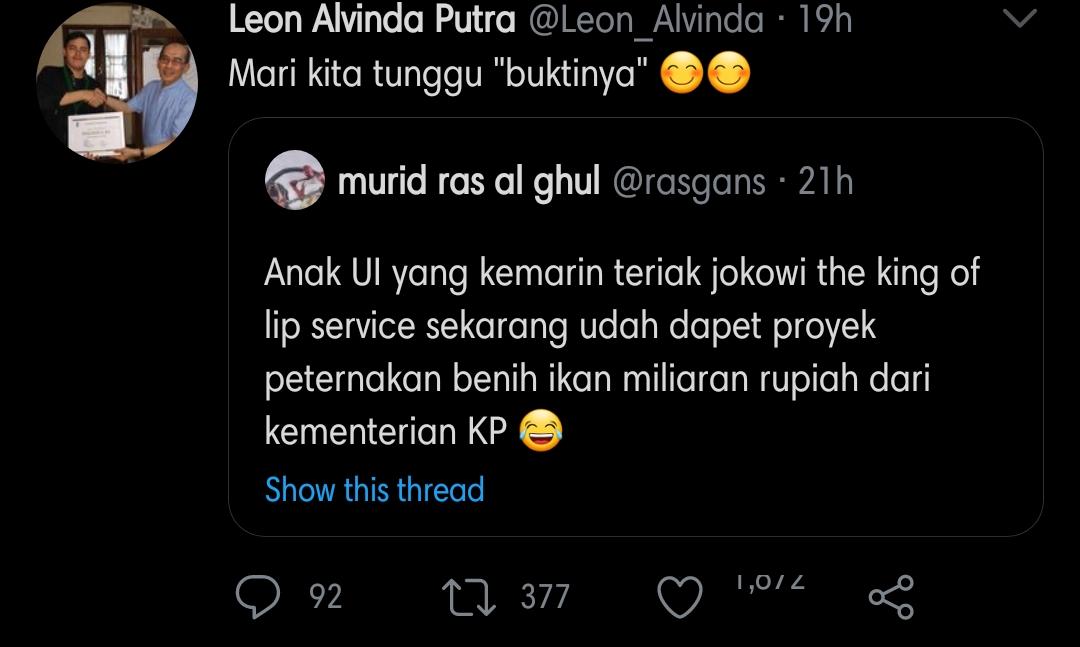 Leon Alvinda Putra @Leon_Alvinda · 19h
Mari kita tunggu "buktinya" 😊😊
murid ras al ghul @rasgans · 21h
Anak UI yang kemarin teriak jokowi the king of
lip service sekarang udah dapet proyek
peternakan benih ikan miliaran rupiah dari
kementerian KP 😂
Show this thread
92 377